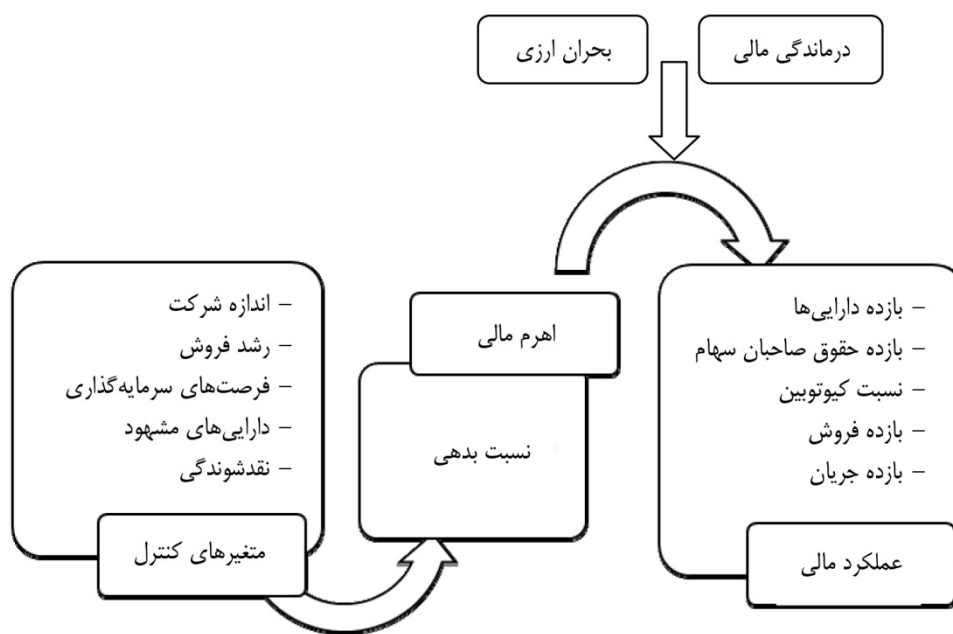 درماندگی مالی
بحران ارزی
- بازده دارایی‌ها
- بازده حقوق صاحبان سهام
- نسبت کیوتوبین
- بازده فروش
- بازده جریان
عملکرد مالی
اهرم مالی
نسبت بدهی
- اندازه شرکت
- رشد فروش
- فرصت‌های سرمایه‌گذاری
- دارایی‌های مشهود
- نقدشوندگی
متغیرهای کنترل